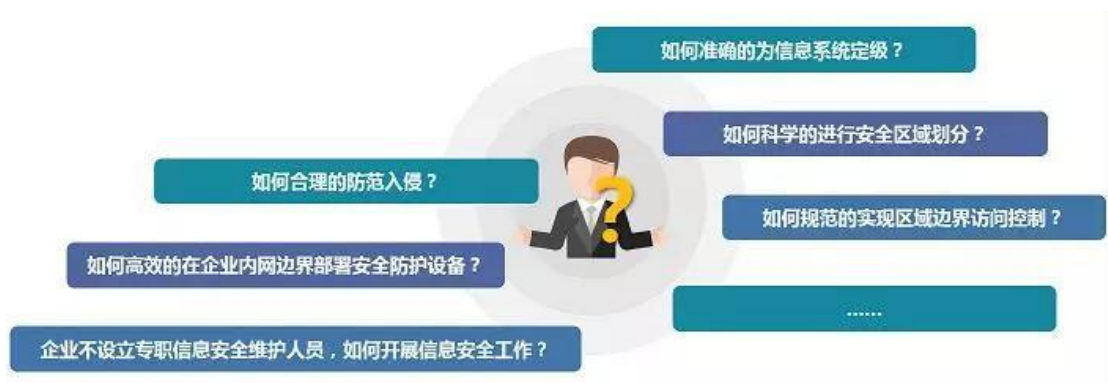 如何准确的为信息系统定级？
如何科学的进行安全区域划分？
如何合理的防范入侵？
如何规范的实现区域边界访问控制？
如何高效的在企业内网边界部署安全防护设备？
......
企业不设立专职信息安全维护人员，如何开展信息安全工作？
?